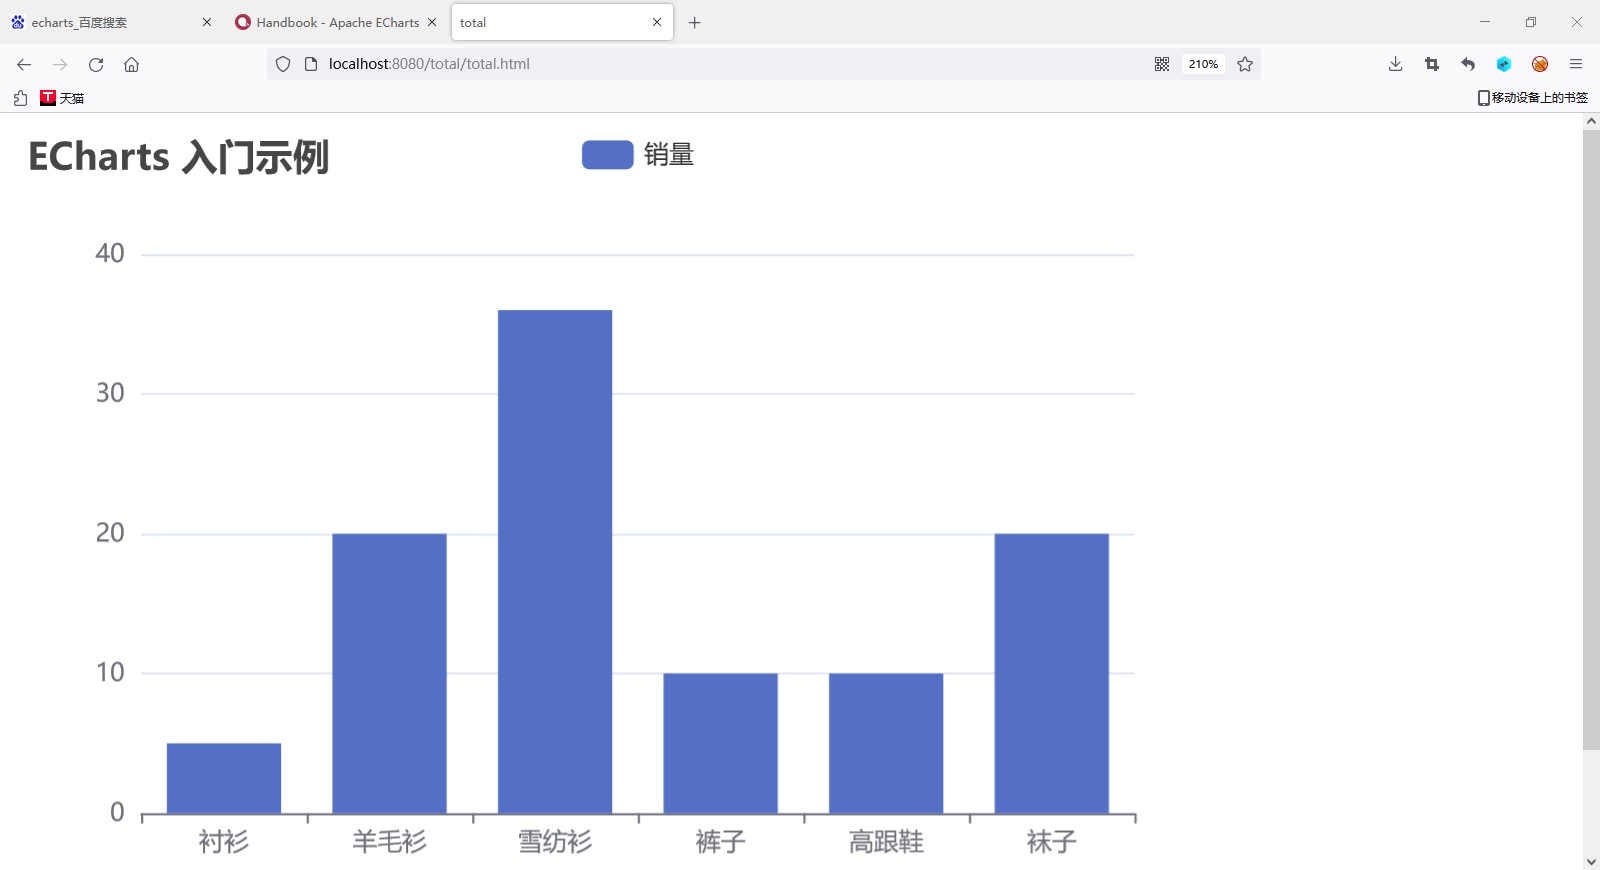 echarts_百度搜索
Handbook - Apache ECharts
total
localhost:8080/total/total.html
210%
天猫
移动设备上的书签
ECharts 入门示例
销量
40
30
20
10
0
衬衫 羊毛衫 雪纺衫 裤子 高跟鞋 袜子